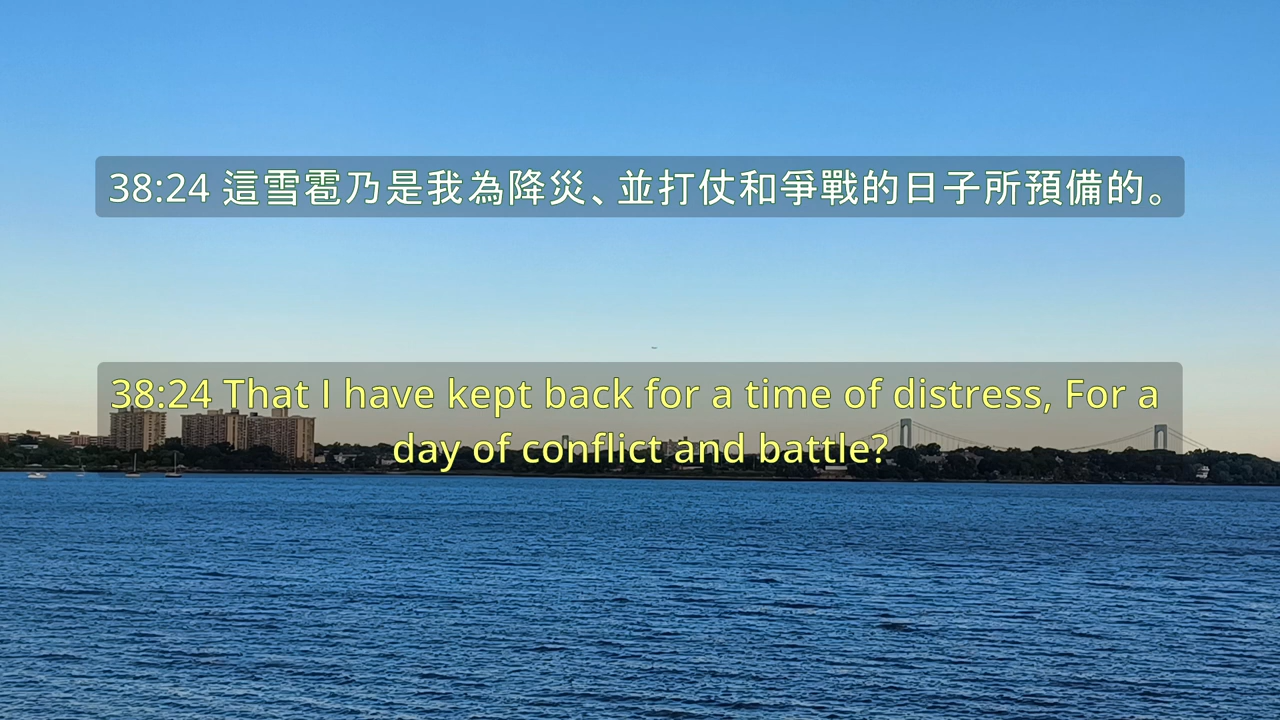 38:24 這雪雹乃是我為降災、並打仗和爭戰的日子所預備的。
38:24 That I have kept back for a time of distress, For a
day of conflict and battle?